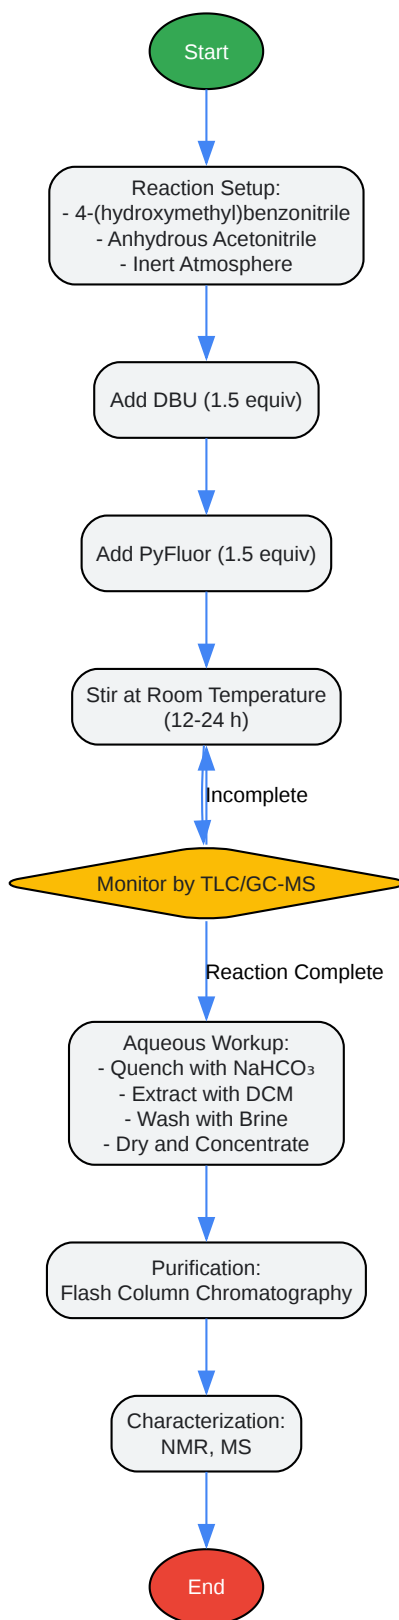 Start
Reaction Setup:
- 4-(hydroxymethyl)benzonitrile
- Anhydrous Acetonitrile
- Inert Atmosphere
Add DBU (1.5 equiv)
Add PyFluor (1.5 equiv)
Stir at Room Temperature
(12-24 h)
Incomplete
Monitor by TLC/GC-MS
Reaction Complete
Aqueous Workup:
- Quench with NaHCO₃
- Extract with DCM
- Wash with Brine
- Dry and Concentrate
Purification:
Flash Column Chromatography
Characterization:
NMR, MS
End